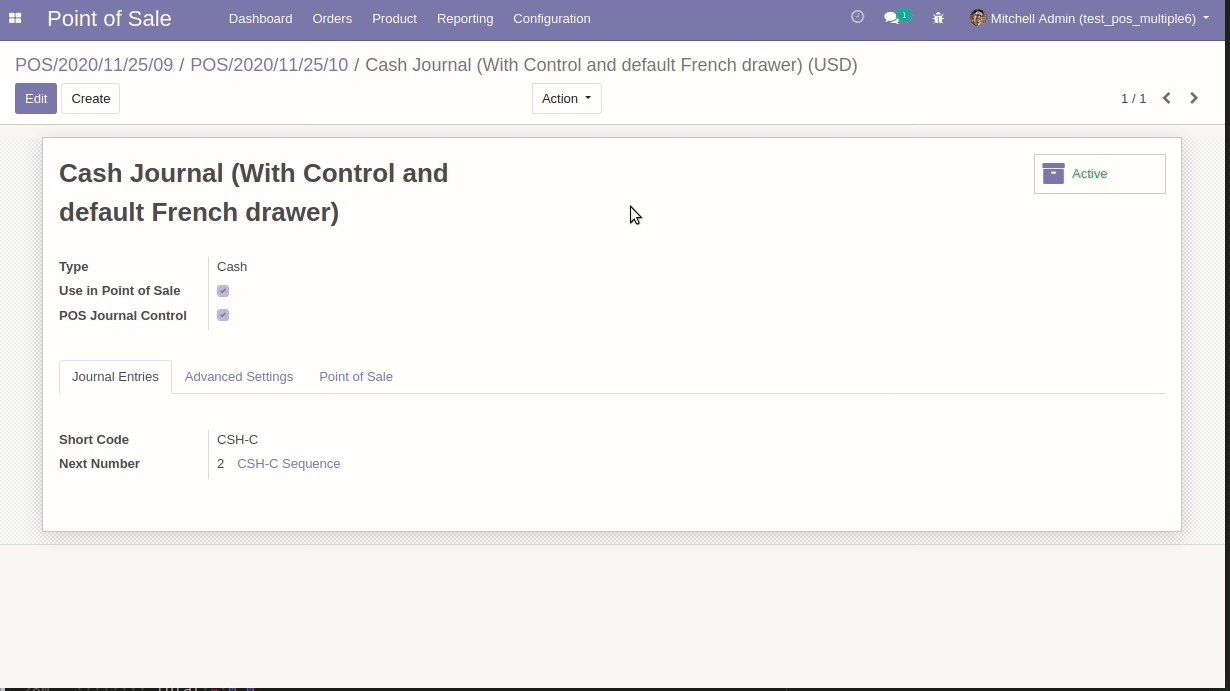 Point of Sale Dashboard Orders Product Reporting Configuration 1 Mitchell Admin (test_pos_multiple6)
POS/2020/11/25/09 / POS/2020/11/25/10 / Cash Journal (With Control and default French drawer) (USD)
Edit Create Action 1 / 1
Cash Journal (With Control and
default French drawer)
Active
Type Cash
Use in Point of Sale
POS Journal Control
Journal Entries Advanced Settings Point of Sale
Short Code CSH-C
Next Number 2 CSH-C Sequence